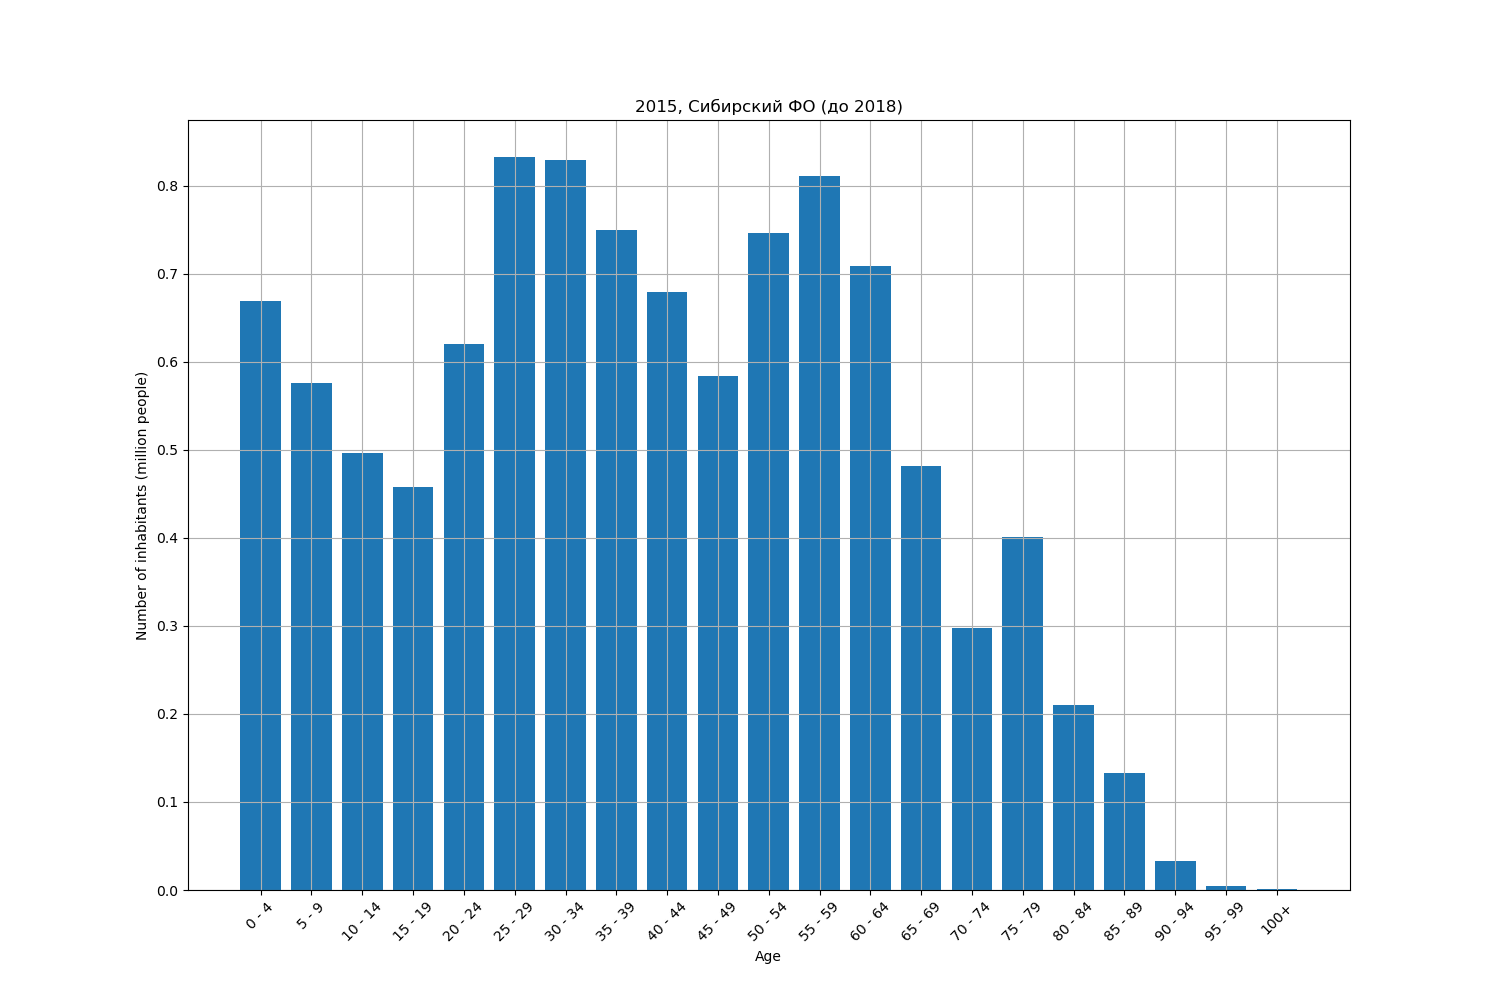 2015, Сибирский ФО (до 2018)
Number of inhabitants (million people)
0.8
0.7
0.6
0.5
0.4
0.3
0.2
0.1
0.0
0 - 4
5 - 9
10 - 14
15 - 19
20 - 24
25 - 29
30 - 34
35 - 39
40 - 44
45 - 49
50 - 54
55 - 59
60 - 64
65 - 69
70 - 74
75 - 79
80 - 84
85 - 89
90 - 94
95 - 99
100+
Age